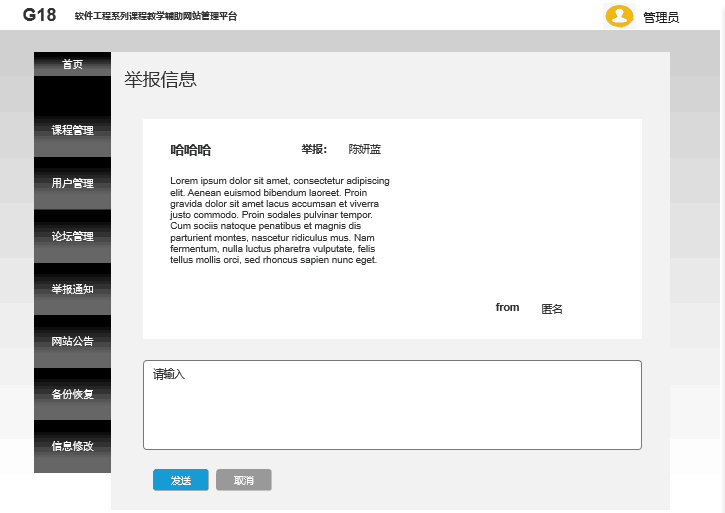 G18 软件工程系列课程教学辅助网站管理平台 管理员
首页
课程管理
用户管理
论坛管理
举报通知
网站公告
备份恢复
信息修改
举报信息
哈哈哈 举报： 陈妍蓝
Lorem ipsum dolor sit amet, consectetur adipiscing
elit. Aenean euismod bibendum laoreet. Proin
gravida dolor sit amet lacus accumsan et viverra
justo commodo. Proin sodales pulvinar tempor.
Cum sociis natoque penatibus et magnis dis
parturient montes, nascetur ridiculus mus. Nam
fermentum, nulla luctus pharetra vulputate, felis
tellus mollis orci, sed rhoncus sapien nunc eget.
from 匿名
请输入
发送 取消